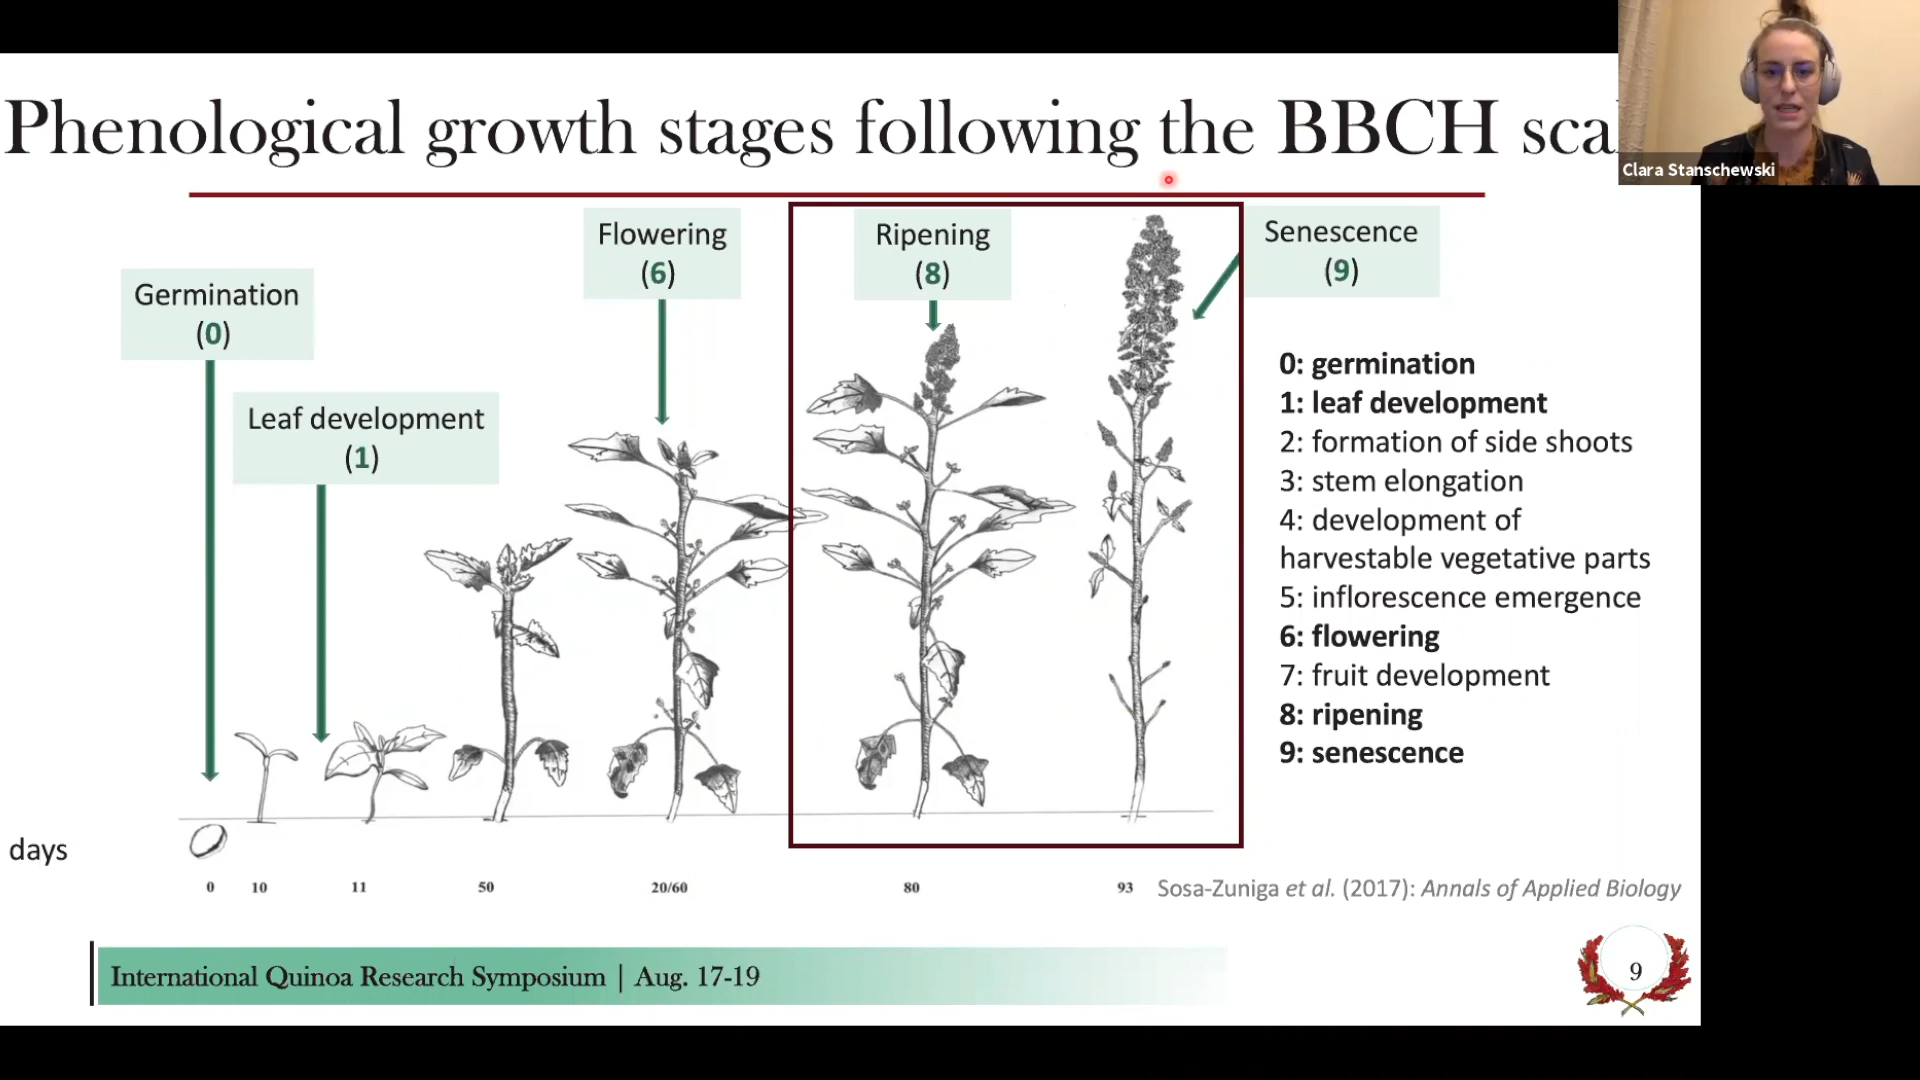 Phenological growth stages following the BBCH sca
Clara Stanschewski
Germination
(0)
Leaf development
(1)
Flowering
(6)
Ripening
(8)
Senescence
(9)
0: germination
1: leaf development
2: formation of side shoots
3: stem elongation
4: development of
harvestable vegetative parts
5: inflorescence emergence
6: flowering
7: fruit development
8: ripening
9: senescence
days
0 10 11 50 20/60 80 93
Sosa-Zuniga et al. (2017): Annals of Applied Biology
International Quinoa Research Symposium | Aug. 17-19
9